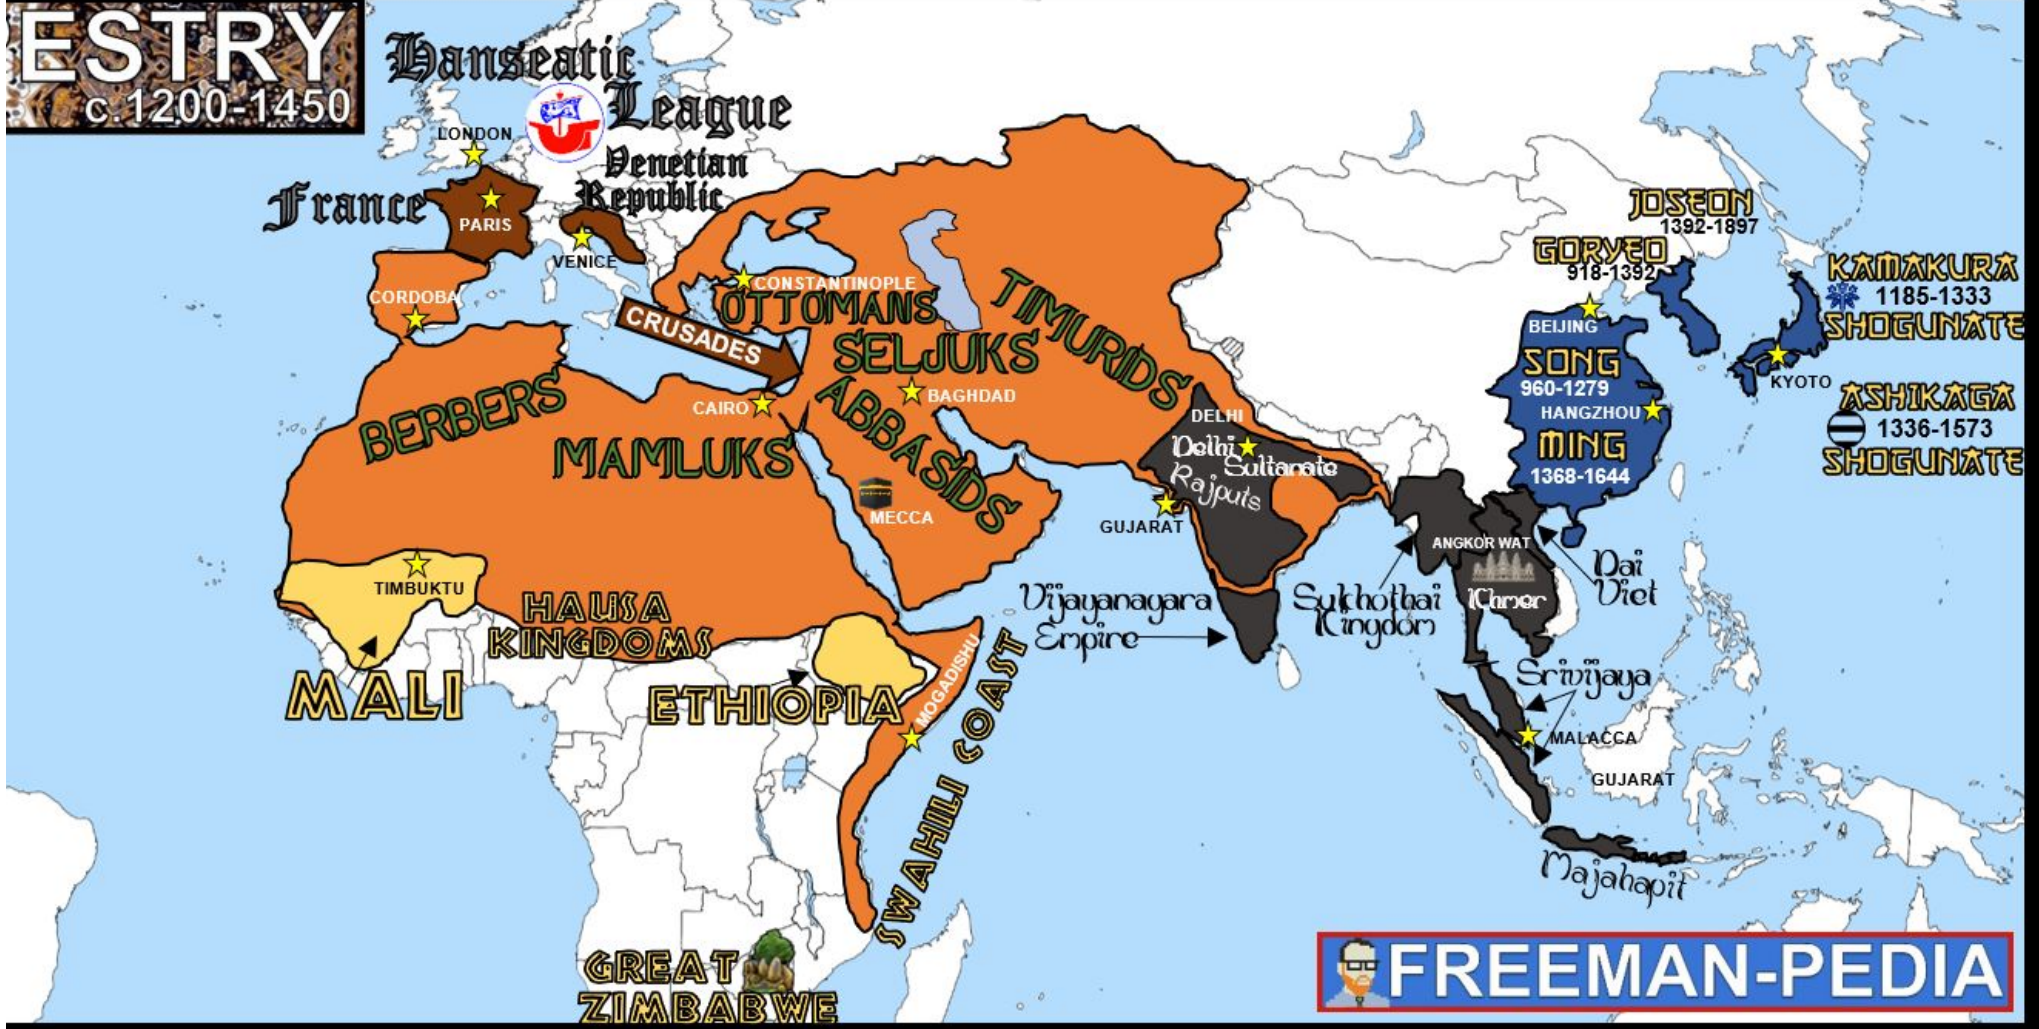 ESTRY
c.1200-1450
Hanseatic
League
LONDON
Venetian
Republic
France
PARIS
VENICE
JOSEON
1392-1897
GORYEO
918-1392
KAMAKURA
1185-1333
SHOGUNATE
CORDOBA
CONSTANTINOPLE
OTTOMANS
TIMURIDS
CRUSADES
SELJUKS
BEIJING
SONG
960-1279
HANGZHOU
MING
1368-1644
KYOTO
ASHIKAGA
1336-1573
SHOGUNATE
BERBERS
CAIRO
BAGHDAD
ABBASIDS
MAMLUKS
MECCA
DELHI
Delhi
Sultanate
Rajputs
GUJARAT
ANGKOR WAT
Khmer
Dai
Viet
TIMBUKTU
HAUSA
KINGDOMS
Vijayanagara
Empire
Sukhothai
Kingdom
MALI
ETHIOPIA
MOGADISHU
SWAHILI COAST
Srivijaya
MALACCA
GUJARAT
Majahapit
GREAT
ZIMBABWE
FREEMAN-PEDIA